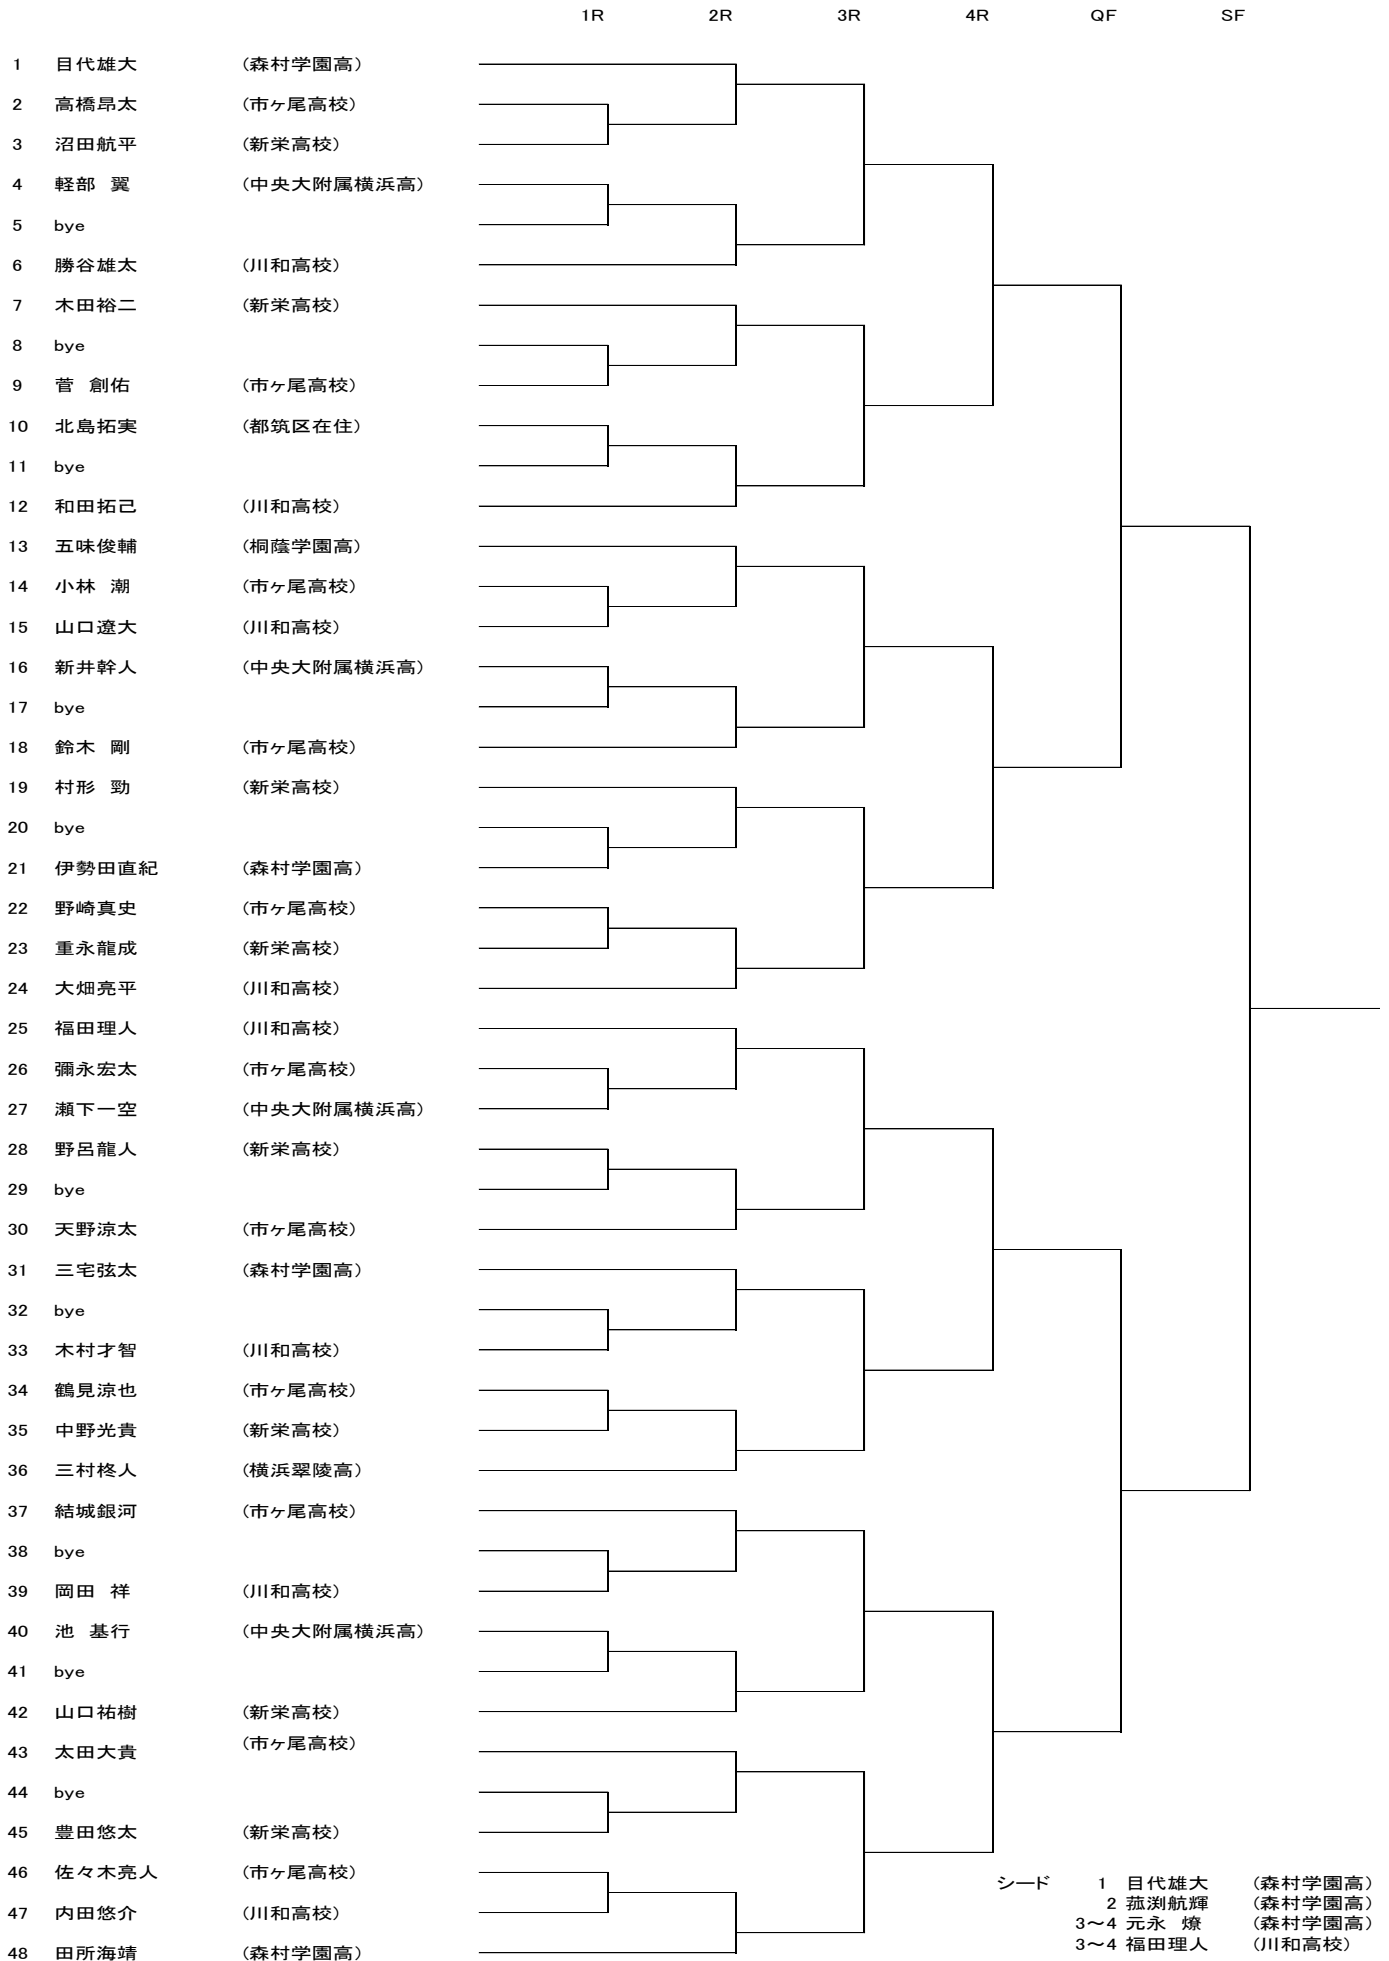 1R 2R 3R 4R QF SF
1 目代雄大 (森村学園高)
2 高橋昂太 (市ヶ尾高校)
3 沼田航平 (新栄高校)
4 軽部 翼 (中央大附属横浜高)
5 bye
6 勝谷雄太 (川和高校)
7 木田裕二 (新栄高校)
8 bye
9 菅 創佑 (市ヶ尾高校)
10 北島拓実 (都筑区在住)
11 bye
12 和田拓己 (川和高校)
13 五味俊輔 (桐蔭学園高)
14 小林 潮 (市ヶ尾高校)
15 山口遼大 (川和高校)
16 新井幹人 (中央大附属横浜高)
17 bye
18 鈴木 剛 (市ヶ尾高校)
19 村形 勁 (新栄高校)
20 bye
21 伊勢田直紀 (森村学園高)
22 野崎真史 (市ヶ尾高校)
23 重永龍成 (新栄高校)
24 大畑亮平 (川和高校)
25 福田理人 (川和高校)
26 彌永宏太 (市ヶ尾高校)
27 瀬下一空 (中央大附属横浜高)
28 野呂龍人 (新栄高校)
29 bye
30 天野涼太 (市ヶ尾高校)
31 三宅弦太 (森村学園高)
32 bye
33 木村才智 (川和高校)
34 鶴見涼也 (市ヶ尾高校)
35 中野光貴 (新栄高校)
36 三村柊人 (横浜翠陵高)
37 結城銀河 (市ヶ尾高校)
38 bye
39 岡田 祥 (川和高校)
40 池 基行 (中央大附属横浜高)
41 bye
42 山口祐樹 (新栄高校)
43 太田大貴 (市ヶ尾高校)
44 bye
45 豊田悠太 (新栄高校)
46 佐々木亮人 (市ヶ尾高校)
47 内田悠介 (川和高校)
48 田所海靖 (森村学園高)
シード 1 目代雄大 (森村学園高)
2 菰渕航輝 (森村学園高)
3～4 元永 燎 (森村学園高)
3～4 福田理人 (川和高校)